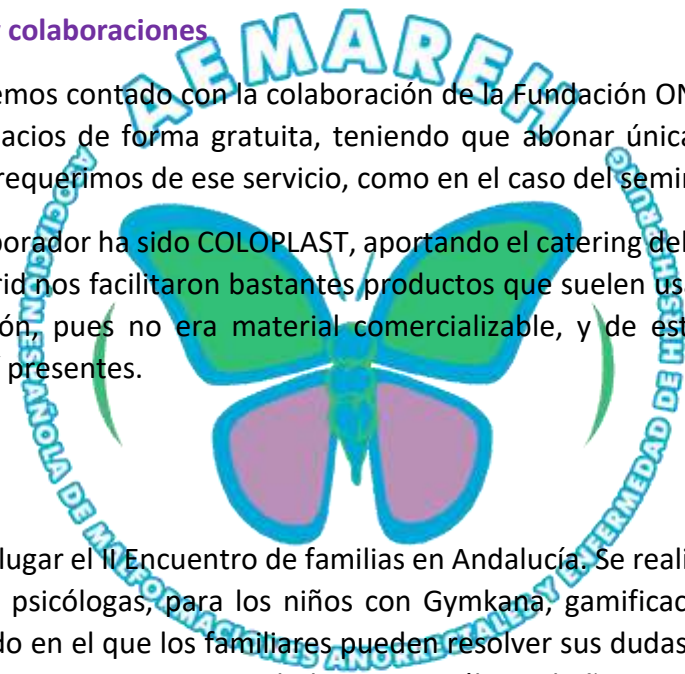 colaboraciones
AEMAREH
emos contado con la colaboración de la Fundación ON
acios de forma gratuita, teniendo que abonar única
requerimos de ese servicio, como en el caso del semin
borador ha sido COLOPLAST, aportando el catering del
rid nos facilitaron bastantes productos que suelen us
ón, pues no era material comercializable, y de est
presentes.
ASOCIACIÓN ESPAÑOLA DE MALFORMACIONES ANORRECTALES Y ENFERMEDAD DE HIRSCHSPRUNG
lugar el II Encuentro de familias en Andalucía. Se reali
psicólogas, para los niños con Gymkana, gamificac
do en el que los familiares pueden resolver sus dudas